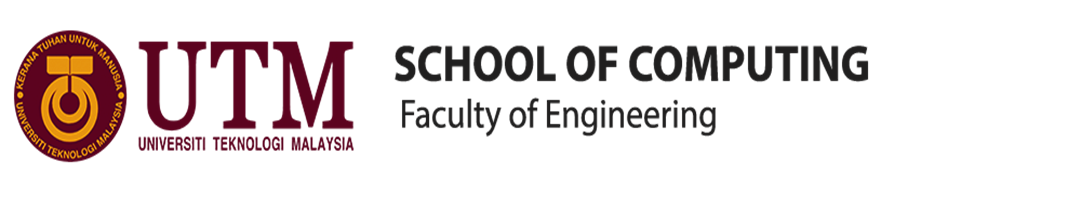 KERANA TUHAN UNTUK MANUSIA
UNIVERSITI TEKNOLOGI MALAYSIA
UTM
UNIVERSITI TEKNOLOGI MALAYSIA
SCHOOL OF COMPUTING
Faculty of Engineering